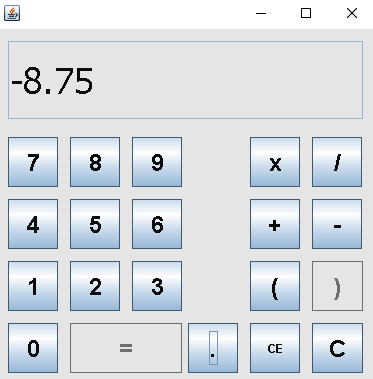 -8.75
7 8 9 x /
4 5 6 + -
1 2 3 ( )
0 = . CE C